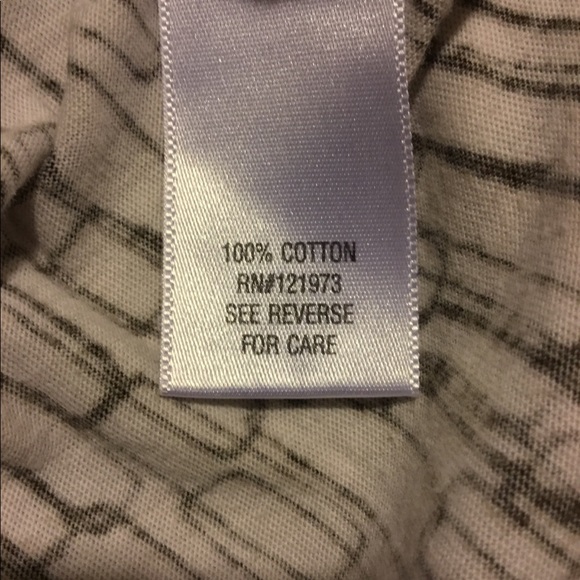 100% COTTON
RN#121973
SEE REVERSE
FOR CARE